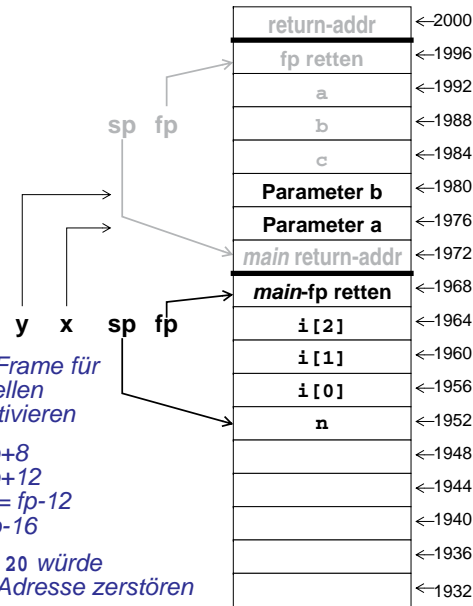 return-addr ←2000
fp retten ←1996
a ←1992
sp fp b ←1988
c ←1984
Parameter b ←1980
Parameter a ←1976
main return-addr ←1972
main-fp retten ←1968
y x sp fp i[2] ←1964
Frame für i[1] ←1960
ellen i[0] ←1956
tivieren n ←1952
+8 ←1948
+12 ←1944
= fp-12 ←1940
-16
20 würde ←1936
Adresse zerstören ←1932